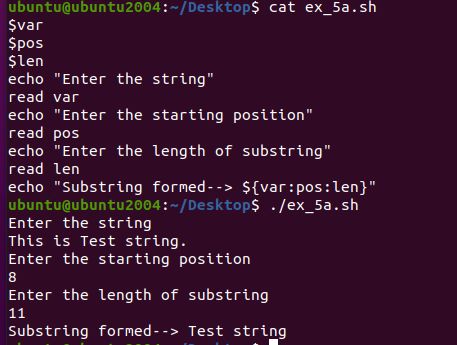 ubuntu@ubuntu2004:~/Desktop$ cat ex_5a.sh
$var
$pos
$len
echo "Enter the string"
read var
echo "Enter the starting position"
read pos
echo "Enter the length of substring"
read len
echo "Substring formed--> ${var:pos:len}"
ubuntu@ubuntu2004:~/Desktop$ ./ex_5a.sh
Enter the string
This is Test string.
Enter the starting position
8
Enter the length of substring
11
Substring formed--> Test string
ubuntu@ubuntu2004:~/Desktop$